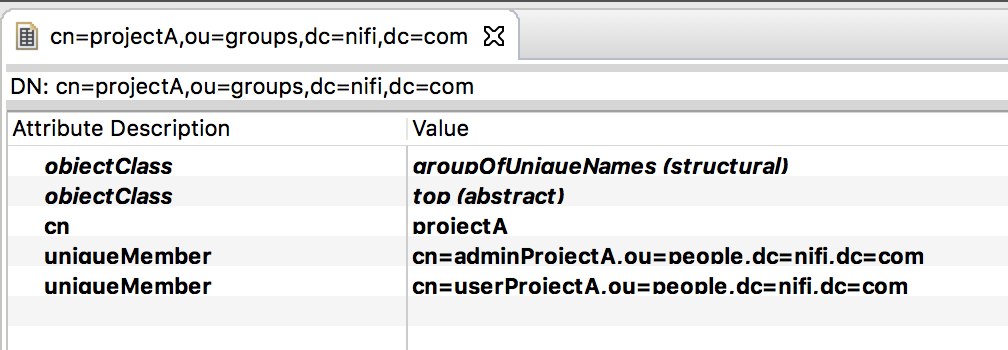 cn=projectA,ou=groups,dc=nifi,dc=com
DN: cn=projectA,ou=groups,dc=nifi,dc=com
Attribute Description Value
objectClass groupOfUniqueNames (structural)
objectClass top (abstract)
cn projectA
uniqueMember cn=adminProjectA,ou=people,dc=nifi,dc=com
uniqueMember cn=userProjectA,ou=people,dc=nifi,dc=com